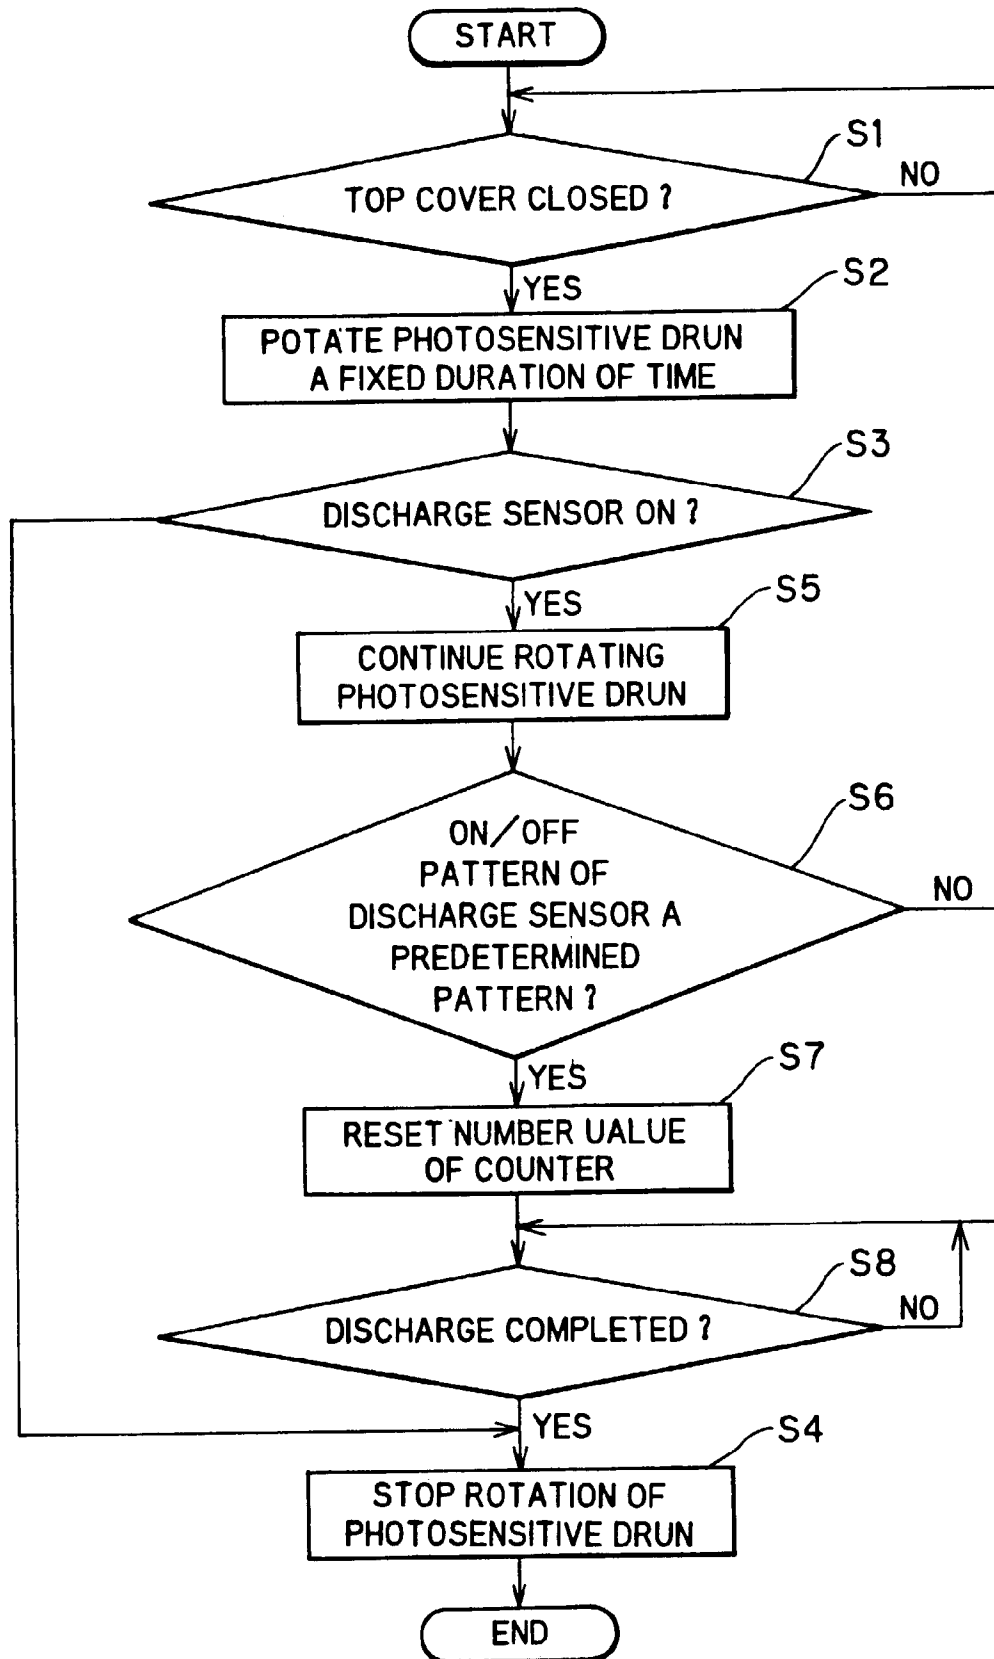 START
S1
TOP COVER CLOSED ?
NO
YES
S2
POTATE PHOTOSENSITIVE DRUN
A FIXED DURATION OF TIME
S3
DISCHARGE SENSOR ON ?
YES
S5
CONTINUE ROTATING
PHOTOSENSITIVE DRUN
S6
ON/OFF
PATTERN OF
DISCHARGE SENSOR A
PREDETERMINED
PATTERN ?
NO
YES
S7
RESET NUMBER UALUE
OF COUNTER
S8
DISCHARGE COMPLETED ?
NO
YES
S4
STOP ROTATION OF
PHOTOSENSITIVE DRUN
END